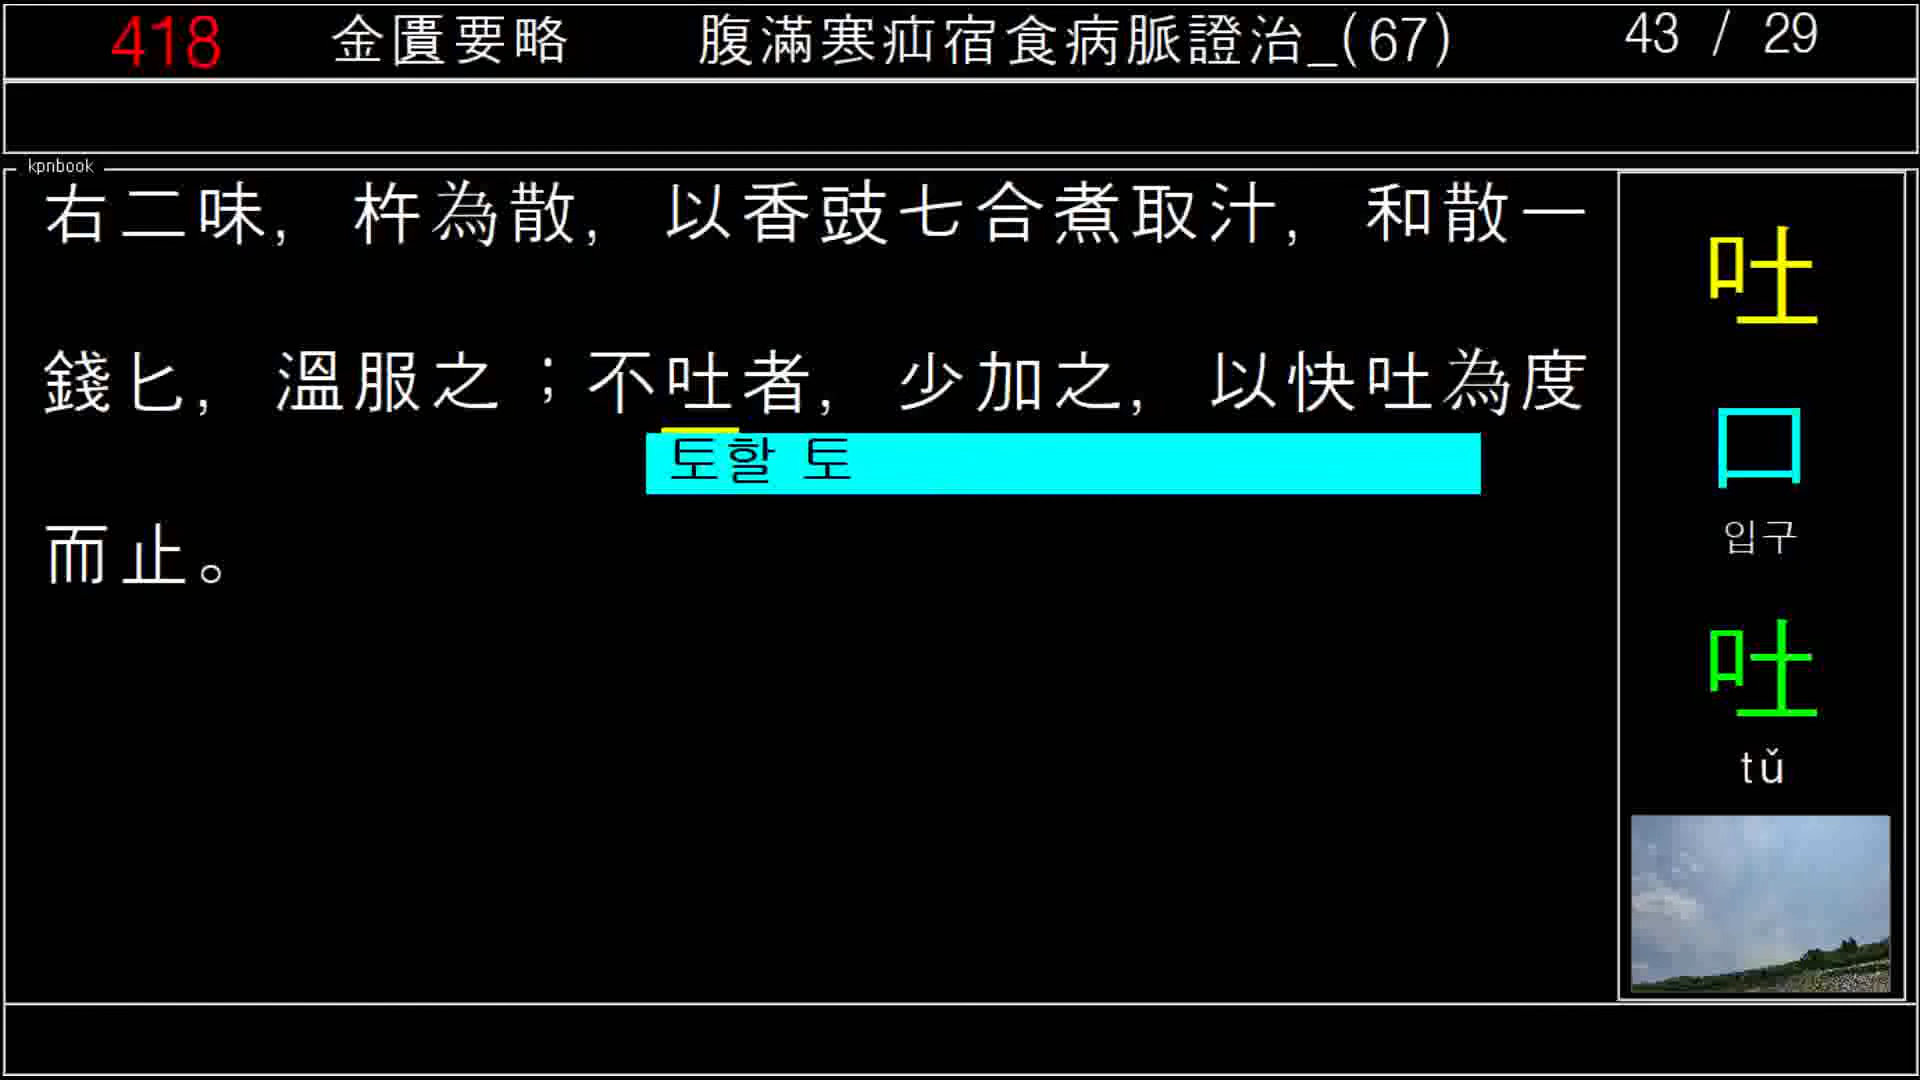 418 金匱要略 腹滿寒疝宿食病脈證治_(67) 43 / 29
kpnbook
右二味, 杵為散, 以香豉七合煮取汁, 和散一
錢匕, 溫服之；不吐者, 少加之, 以快吐為度
토할 토
而止。
吐
口
입구
吐
tǔ